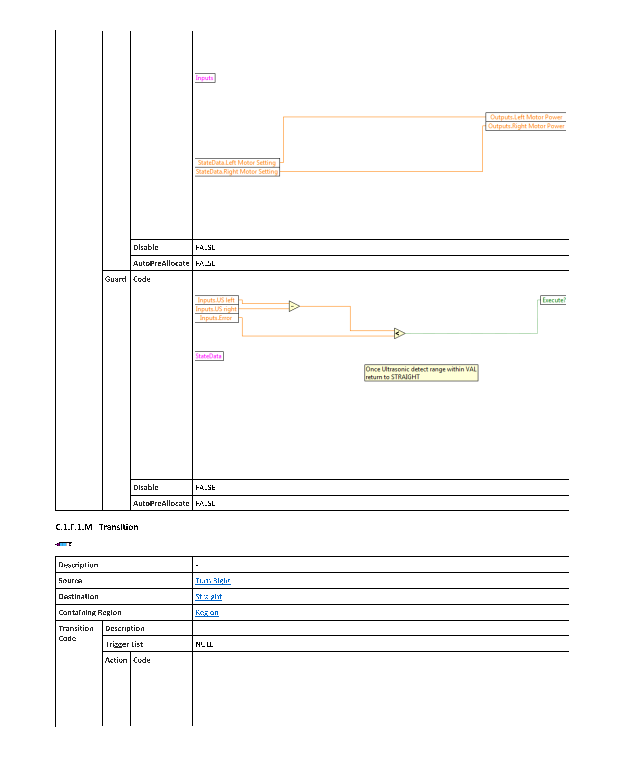 Inputs
Outputs.Left Motor Power
Outputs.Right Motor Power
StateData.Left Motor Setting
StateData.Right Motor Setting
Disable FALSE
AutoPreAllocate FALSE
Guard Code
Inputs.US left
Inputs.US right
Inputs.Error
Execute?
StateData
Once Ultrasonic detect range within VAL
return to STRAIGHT
Disable FALSE
AutoPreAllocate FALSE
Transition
Description -
Source Turn Right
Destination Straight
Containing Region Region
Transition Code Description
Trigger List NULL
Action Code